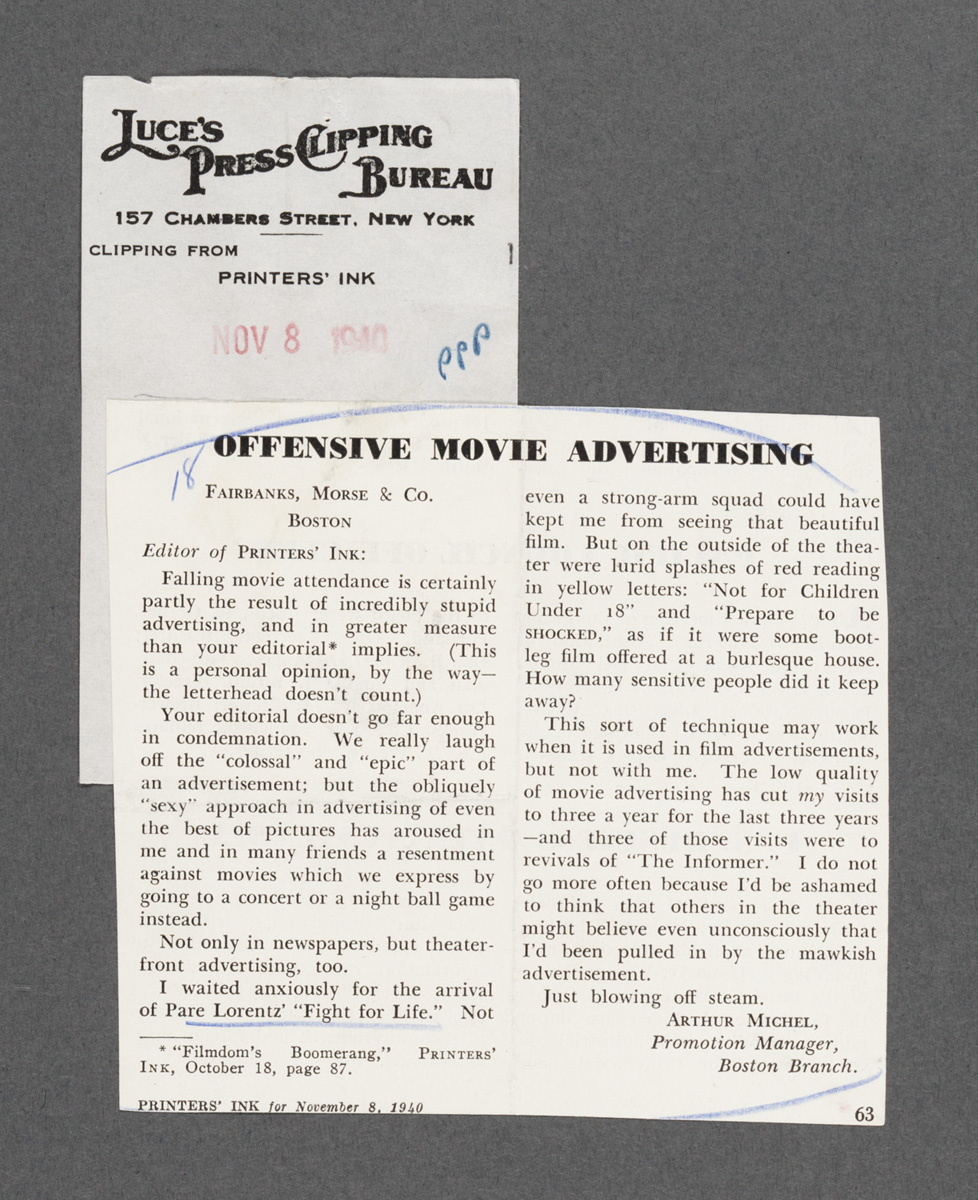 LUCE'S
PRESS CLIPPING
BUREAU
157 CHAMBERS STREET, NEW YORK
CLIPPING FROM
PRINTERS' INK
NOV 8 1940
ppp
OFFENSIVE MOVIE ADVERTISING
18
FAIRBANKS, MORSE & CO.
BOSTON
Editor of PRINTERS' INK:
Falling movie attendance is certainly
partly the result of incredibly stupid
advertising, and in greater measure
than your editorial* implies. (This
is a personal opinion, by the way—
the letterhead doesn't count.)
Your editorial doesn't go far enough
in condemnation. We really laugh
off the "colossal" and "epic" part of
an advertisement; but the obliquely
"sexy" approach in advertising of even
the best of pictures has aroused in
me and in many friends a resentment
against movies which we express by
going to a concert or a night ball game
instead.
Not only in newspapers, but theater-
front advertising, too.
I waited anxiously for the arrival
of Pare Lorentz' "Fight for Life." Not
* "Filmdom's Boomerang," PRINTERS'
INK, October 18, page 87.
PRINTERS' INK for November 8, 1940
even a strong-arm squad could have
kept me from seeing that beautiful
film. But on the outside of the thea-
ter were lurid splashes of red reading
in yellow letters: "Not for Children
Under 18" and "Prepare to be
SHOCKED," as if it were some boot-
leg film offered at a burlesque house.
How many sensitive people did it keep
away?
This sort of technique may work
when it is used in film advertisements,
but not with me. The low quality
of movie advertising has cut my visits
to three a year for the last three years
—and three of those visits were to
revivals of "The Informer." I do not
go more often because I'd be ashamed
to think that others in the theater
might believe even unconsciously that
I'd been pulled in by the mawkish
advertisement.
Just blowing off steam.
ARTHUR MICHEL,
Promotion Manager,
Boston Branch.
63